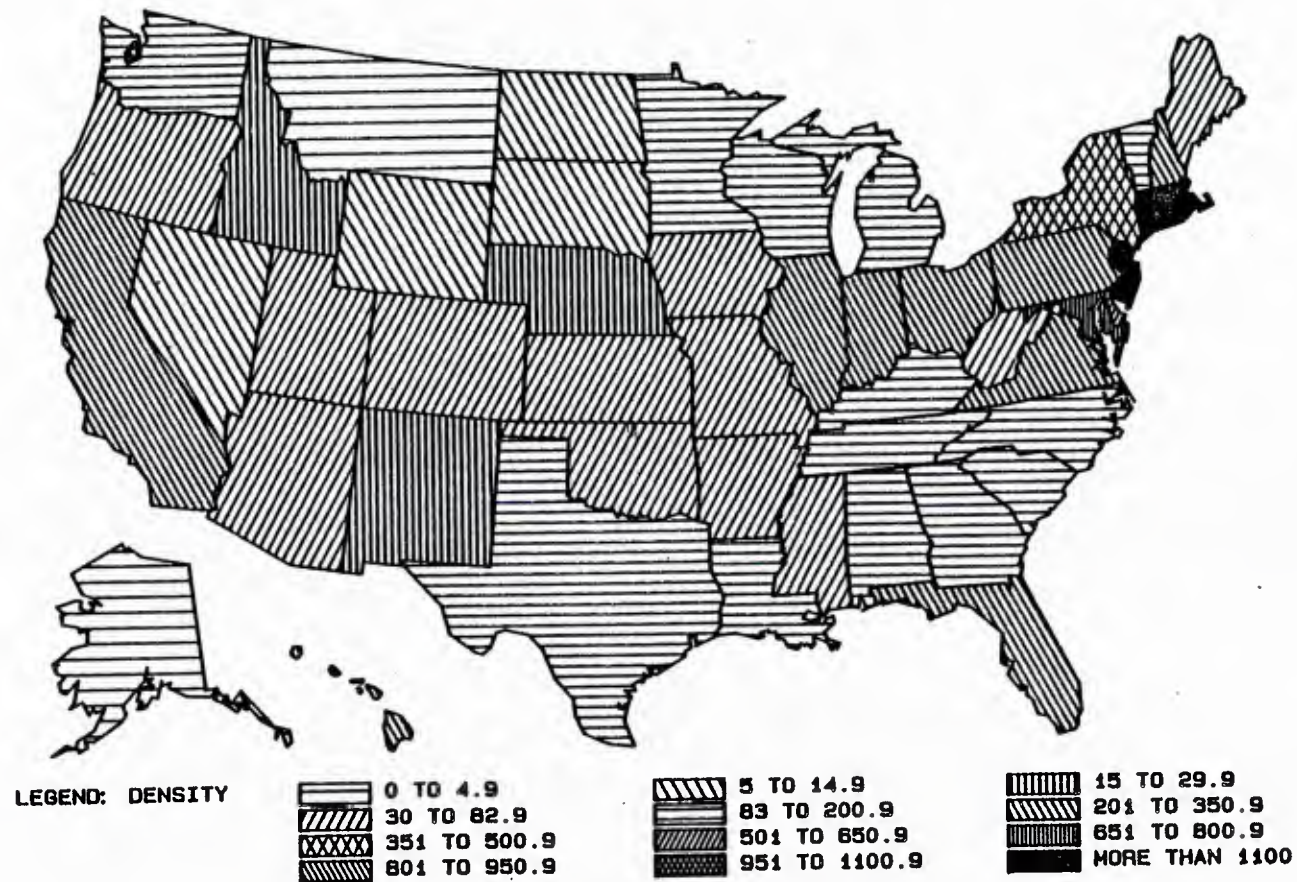 LEGEND: DENSITY
0 TO 4.9
5 TO 14.9
15 TO 29.9
30 TO 82.9
83 TO 200.9
201 TO 350.9
351 TO 500.9
501 TO 650.9
651 TO 800.9
801 TO 950.9
951 TO 1100.9
MORE THAN 1100